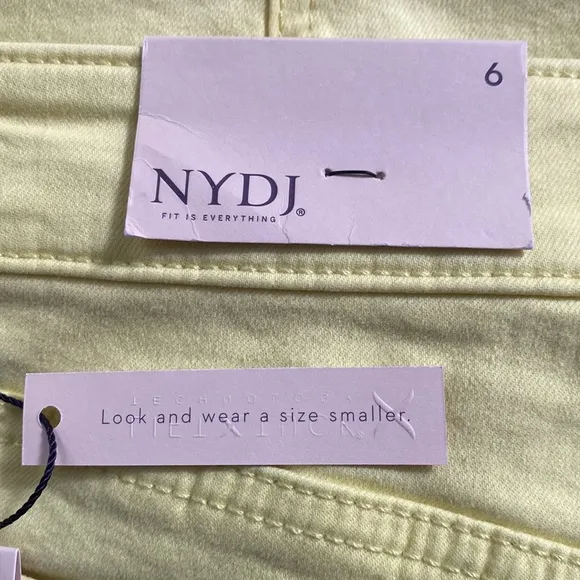 6
NYDJ®
FIT IS EVERYTHING
Look and wear a size smaller.